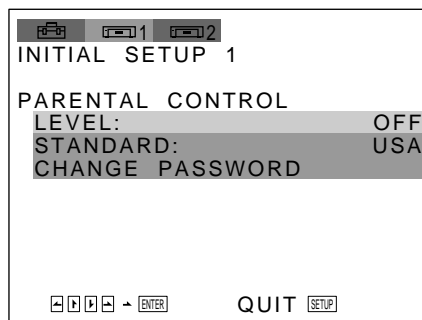 1 2
INITIAL SETUP 1
PARENTAL CONTROL
LEVEL: OFF
STANDARD: USA
CHANGE PASSWORD
ENTER QUIT SETUP